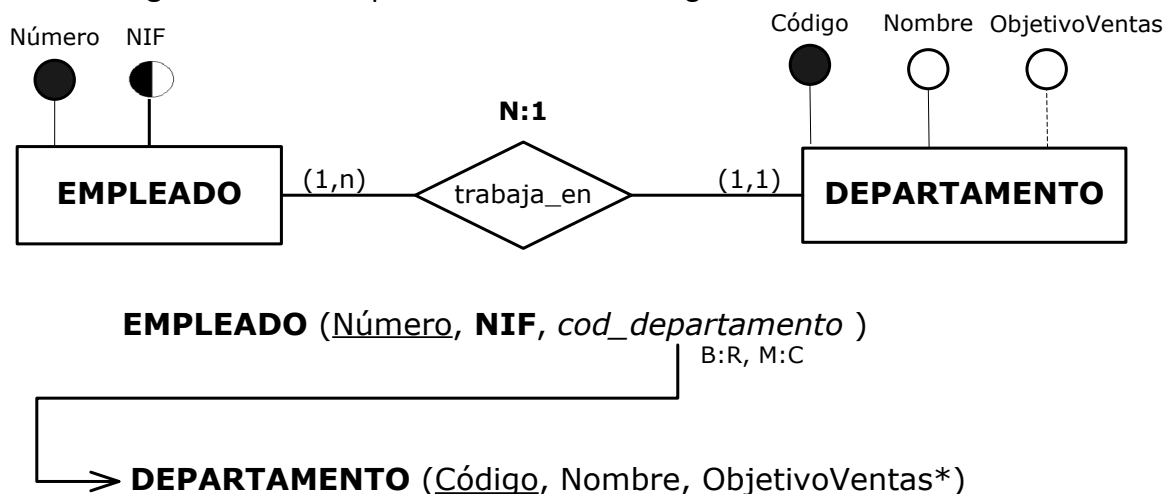 Número NIF Código Nombre ObjetivoVentas
N:1
EMPLEADO (1,n) trabaja_en (1,1) DEPARTAMENTO
EMPLEADO (Número, NIF, cod_departamento )
B:R, M:C
DEPARTAMENTO (Código, Nombre, ObjetivoVentas*)